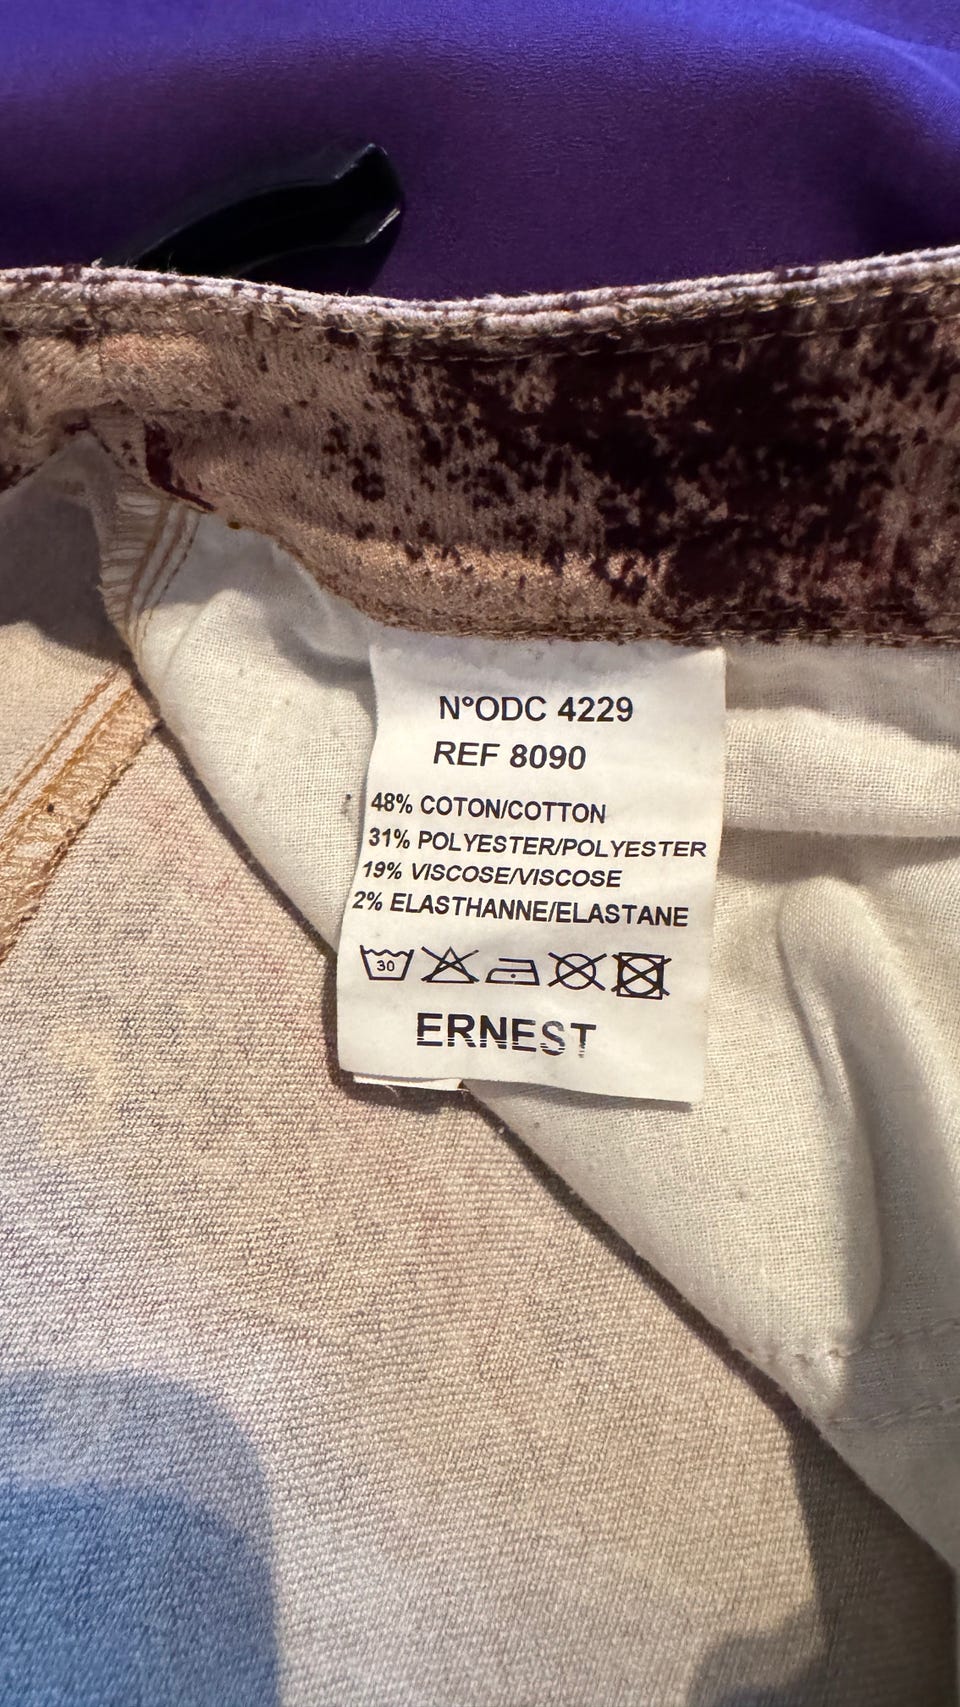 N°ODC 4229
REF 8090
48% COTON/COTTON
31% POLYESTER/POLYESTER
19% VISCOSE/VISCOSE
2% ELASTHANNE/ELASTANE
30
ERNEST